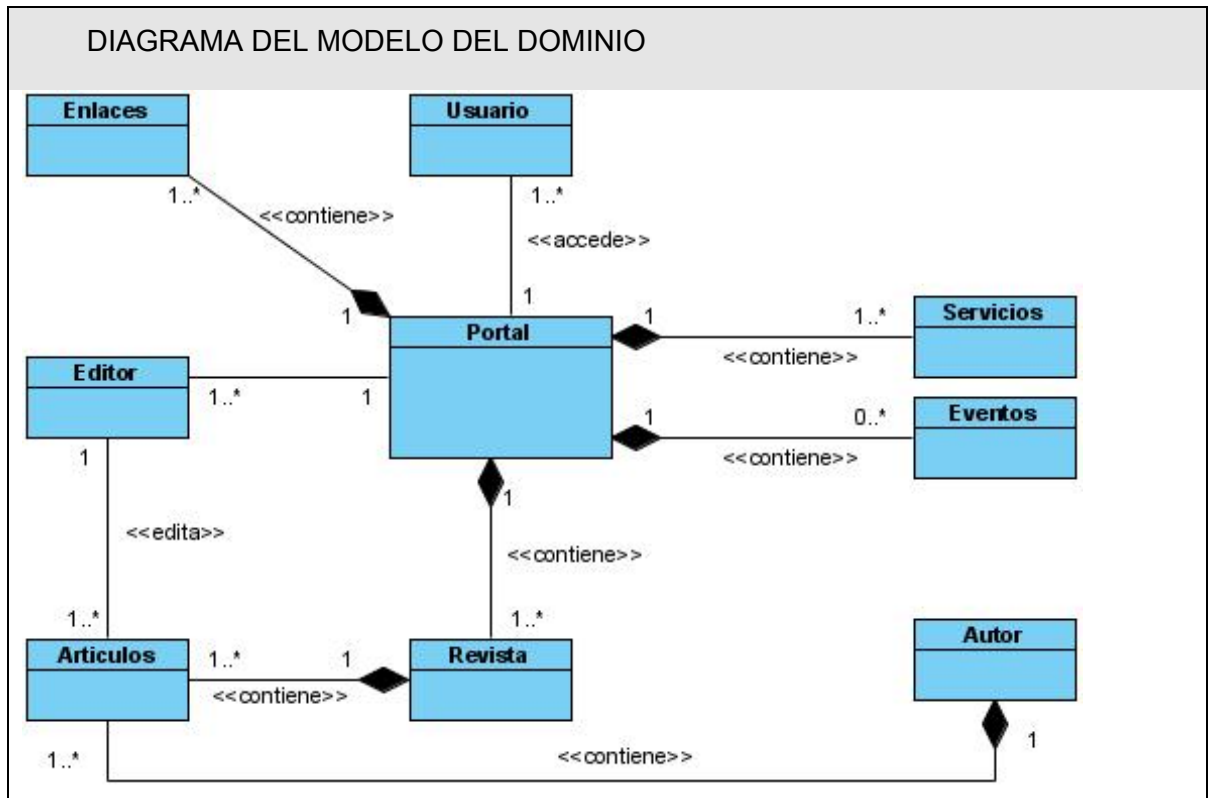 DIAGRAMA DEL MODELO DEL DOMINIO
Enlaces
Usuario
1..*
1..*
<<contiene>>
<<accede>>
1
1
Portal
1
1..*
Servicios
<<contiene>>
Editor
1..*
1
1
0..*
Eventos
<<contiene>>
1
1
<<edita>>
<<contiene>>
1..*
1..*
Articulos
1..*
1
Revista
<<contiene>>
Autor
1..*
<<contiene>>
1